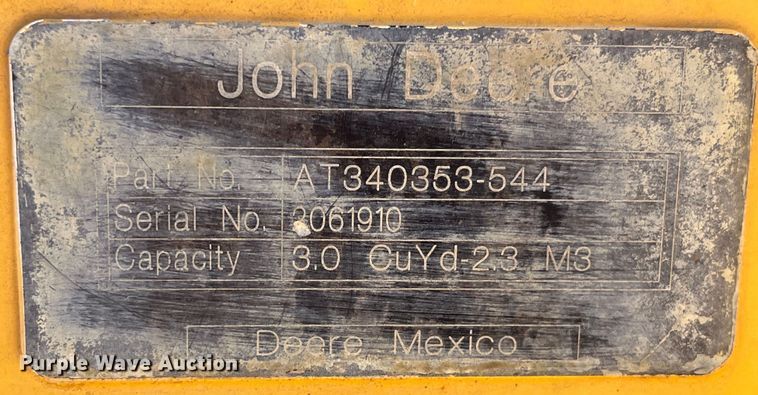 John Deere
Part No. AT340353-544
Serial No. 2061910
Capacity 3.0 CuYd-2.3 M3
Deere Mexico
Purple Wave Auction